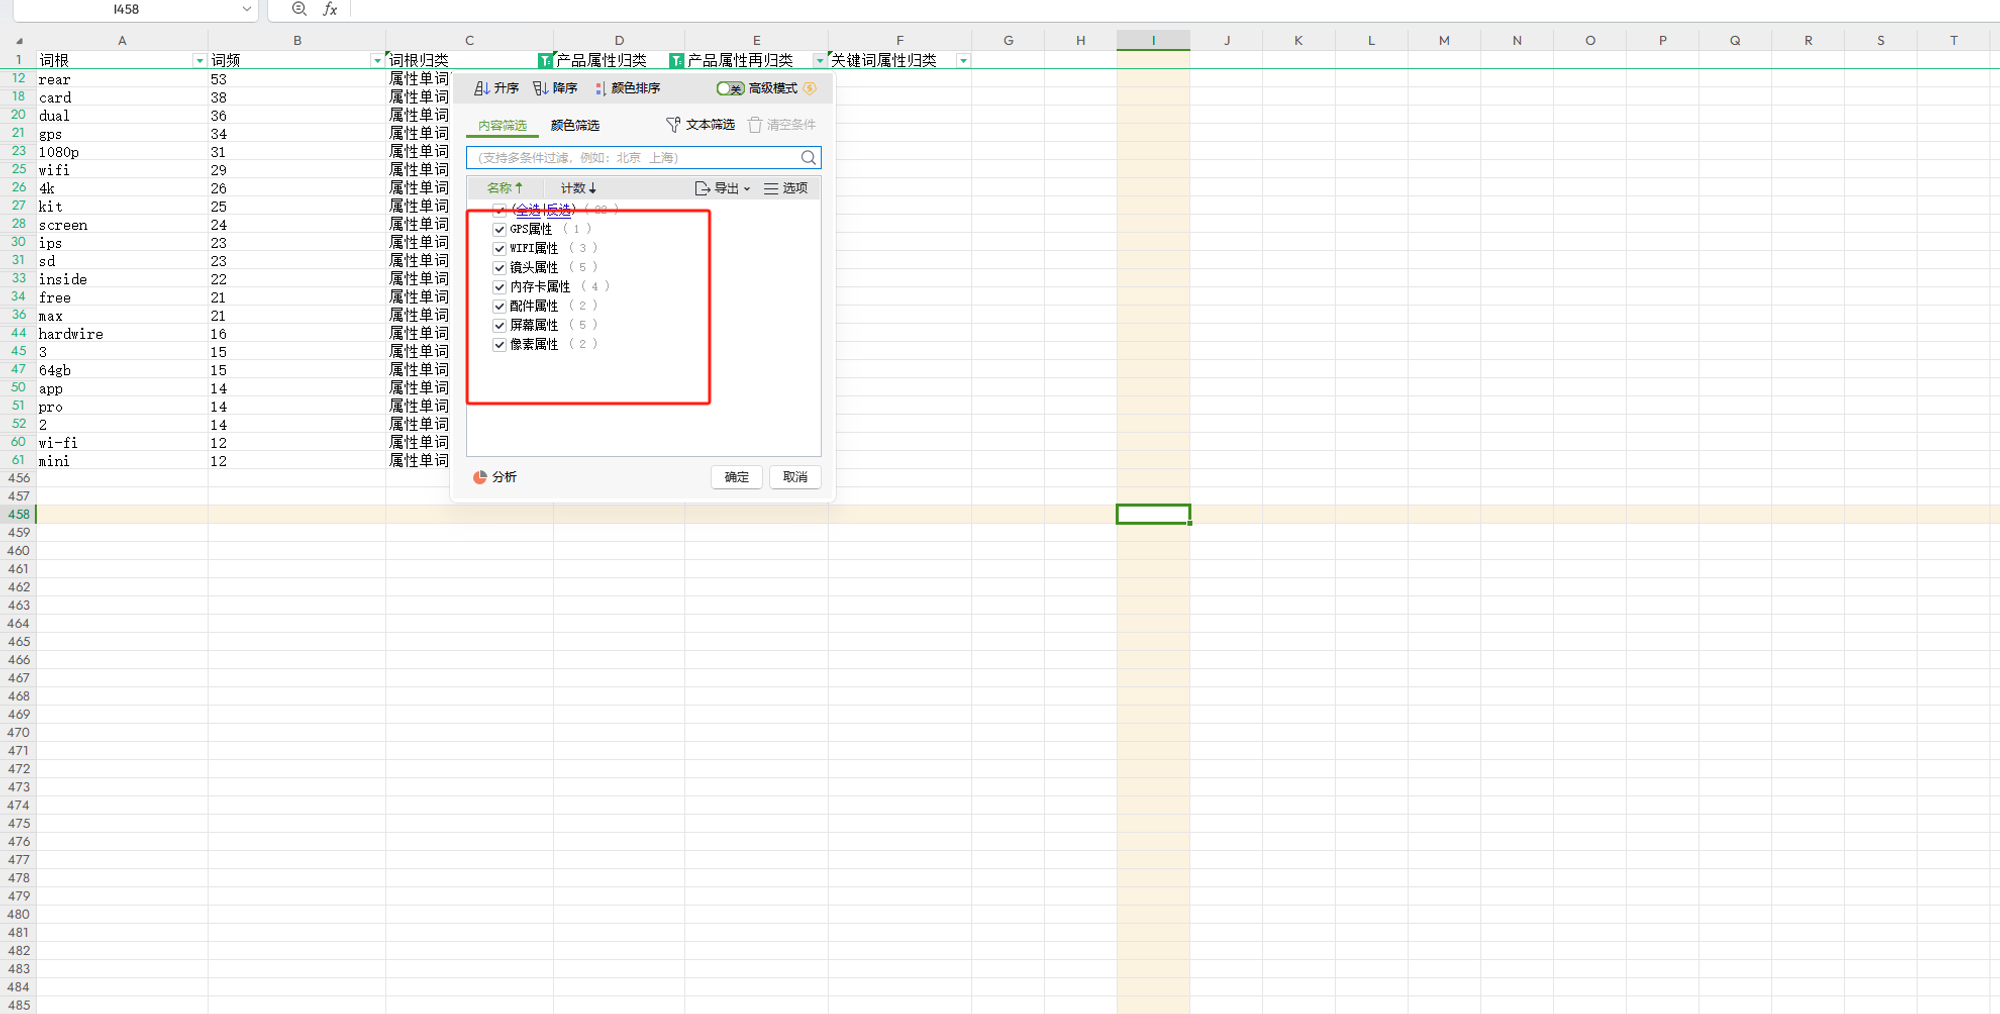 I458 fx
A B C D E F G H I J K L M N O P Q R S T
1 词根 词频 词根归类 产品属性归类 产品属性再归类 关键词属性归类
12 rear 53 属性单词
18 card 38 属性单词
20 dual 36 属性单词
21 gps 34 属性单词
23 1080p 31 属性单词
25 wifi 29 属性单词
26 4k 26 属性单词
27 kit 25 属性单词
28 screen 24 属性单词
30 ips 23 属性单词
31 sd 23 属性单词
33 inside 22 属性单词
34 free 21 属性单词
36 max 21 属性单词
44 hardwire 16 属性单词
45 3 15 属性单词
47 64gb 15 属性单词
50 app 14 属性单词
51 pro 14 属性单词
52 2 14 属性单词
60 wi-fi 12 属性单词
61 mini 12 属性单词
456
457
458
459
460
461
462
463
464
465
466
467
468
469
470
471
472
473
474
475
476
477
478
479
480
481
482
483
484
485
升序 降序 颜色排序 关 高级模式
内容筛选 颜色筛选 文本筛选 清空条件
(支持多条件过滤，例如：北京 上海)
名称 计数 导出 选项
(全选|反选) ( 22 )
GPS属性 ( 1 )
WIFI属性 ( 3 )
镜头属性 ( 5 )
内存卡属性 ( 4 )
配件属性 ( 2 )
屏幕属性 ( 5 )
像素属性 ( 2 )
分析 确定 取消